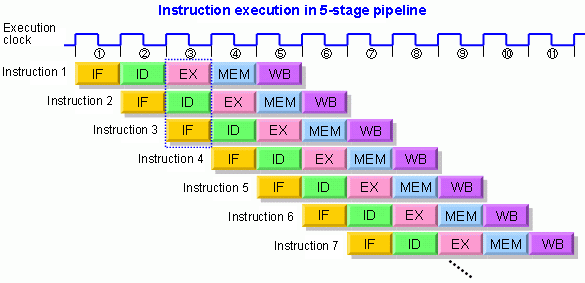 Instruction execution in 5-stage pipeline
Execution
clock
① ② ③ ④ ⑤ ⑥ ⑦ ⑧ ⑨ ⑩ ⑪
Instruction 1 IF ID EX MEM WB
Instruction 2 IF ID EX MEM WB
Instruction 3 IF ID EX MEM WB
Instruction 4 IF ID EX MEM WB
Instruction 5 IF ID EX MEM WB
Instruction 6 IF ID EX MEM WB
Instruction 7 IF ID EX MEM WB